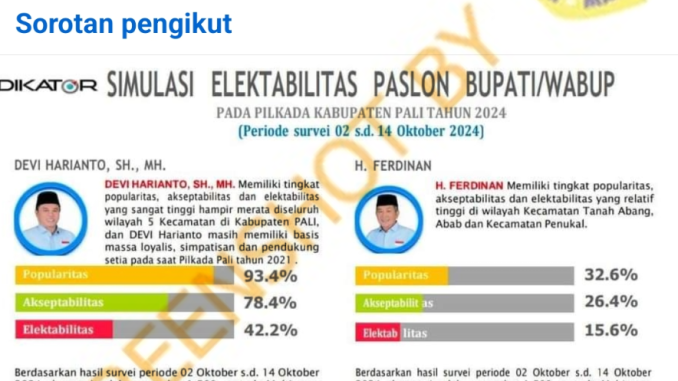 Sorotan pengikut
DIKATOR SIMULASI ELEKTABILITAS PASLON BUPATI/WABUP
PADA PILKADA KABUPATEN PALI TAHUN 2024
(Periode survei 02 s.d. 14 Oktober 2024)
DEVI HARIANTO, SH., MH.
DEVI HARIANTO, SH., MH. Memiliki tingkat
popularitas, akseptabilitas dan elektabilitas
yang sangat tinggi hampir merata diseluruh
wilayah 5 Kecamatan di Kabupaten PALI,
dan DEVI Harianto masih memiliki basis
massa loyalis, simpatisan dan pendukung
setia pada saat Pilkada Pali tahun 2021 .
Popularitas 93.4%
Akseptabilitas 78.4%
Elektabilitas 42.2%
Berdasarkan hasil survei periode 02 Oktober s.d. 14 Oktober
H. FERDINAN
H. FERDINAN Memiliki tingkat popularitas,
akseptabilitas dan elektabilitas yang relatif
tinggi di wilayah Kecamatan Tanah Abang,
Abab dan Kecamatan Penukal.
Popularitas 32.6%
Akseptabilitas 26.4%
Elektabilitas 15.6%
Berdasarkan hasil survei periode 02 Oktober s.d. 14 Oktober
EENSHOT BY